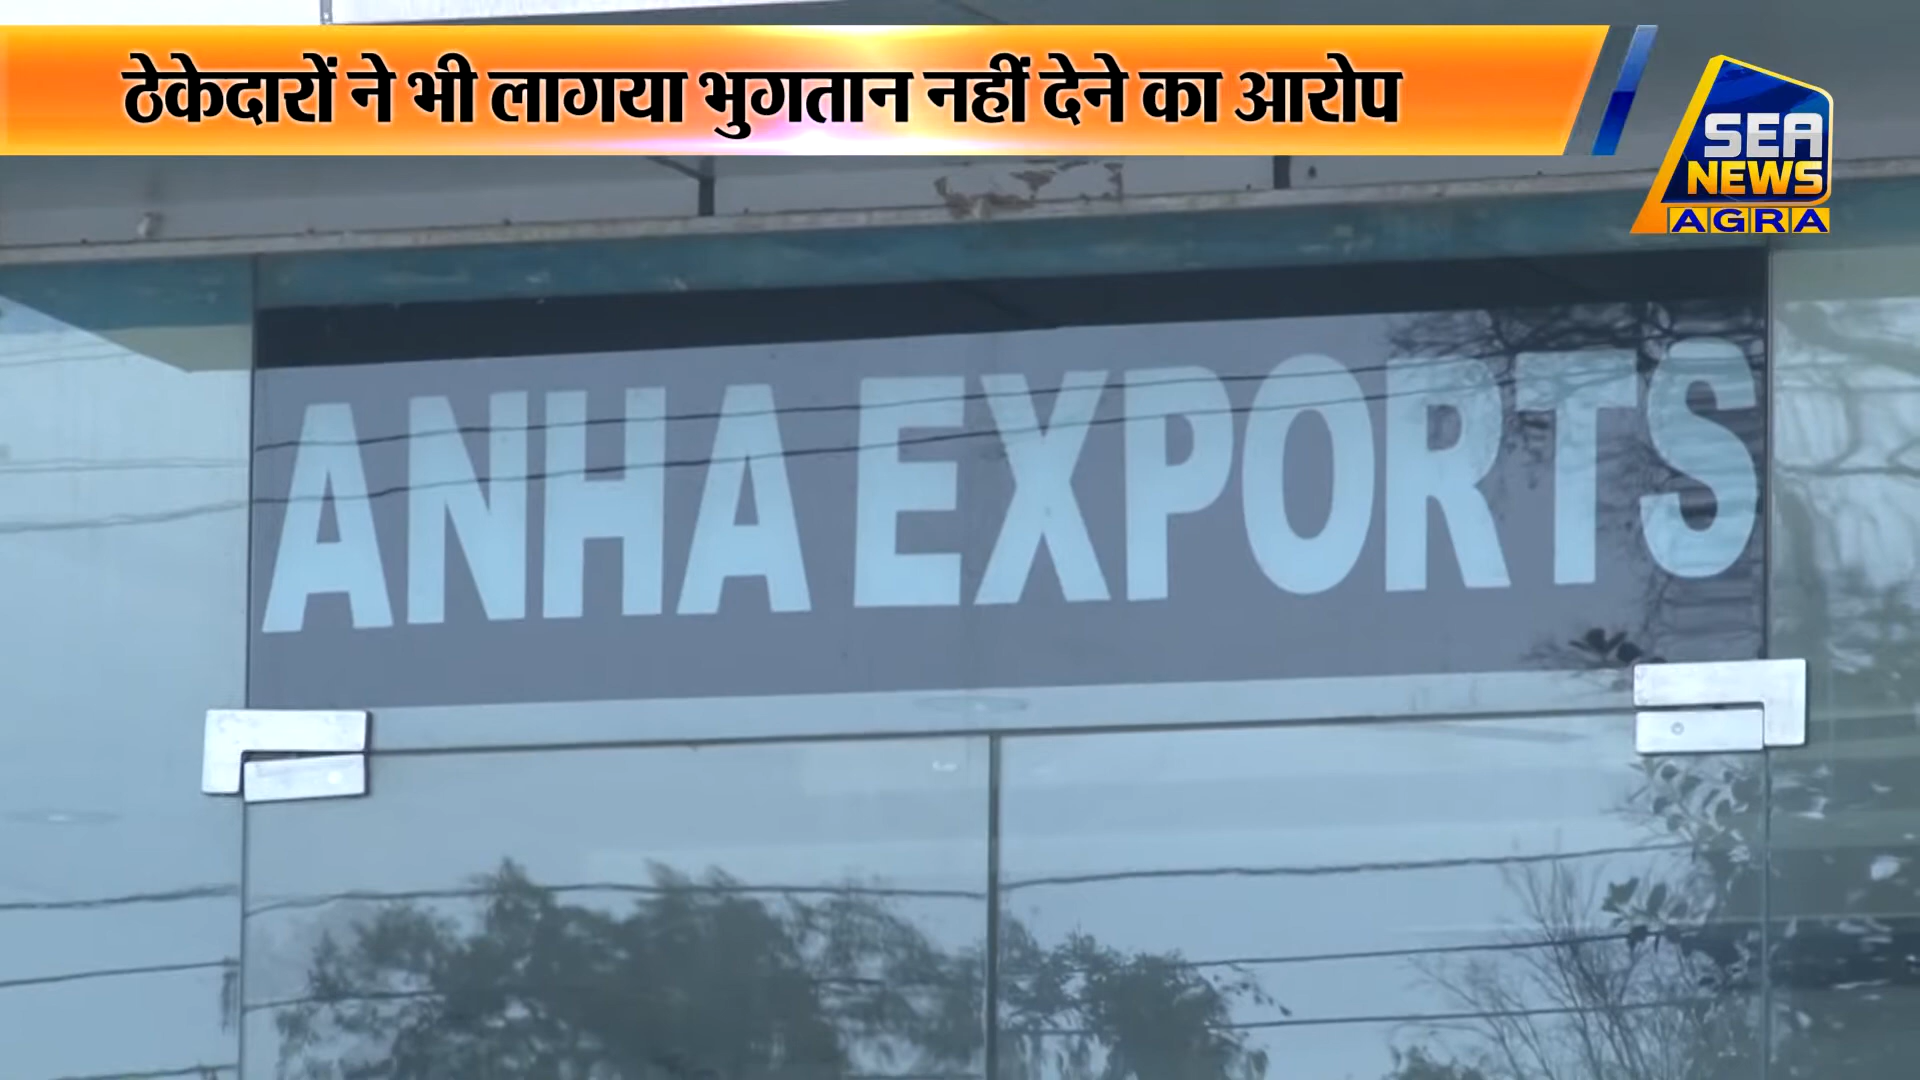 ठेकेदारों ने भी लागया भुगतान नहीं देने का आरोप
SEA
NEWS
AGRA
ANHA EXPORTS